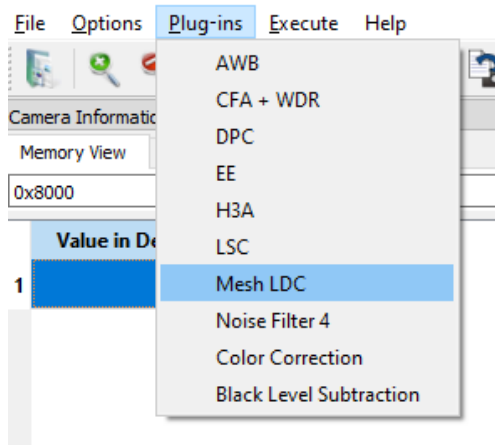 File Options Plug-ins Execute Help
AWB
CFA + WDR
Camera Informatic
DPC
Memory View
EE
0x8000
H3A
LSC
Value in De
Mesh LDC
1
Noise Filter 4
Color Correction
Black Level Subtraction